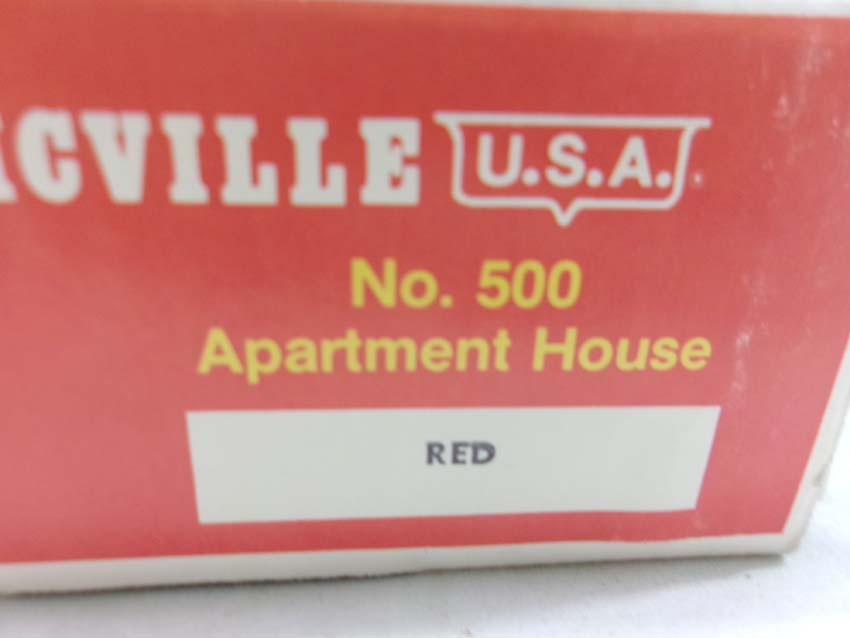 ICVILLE U.S.A.
No. 500
Apartment House
RED